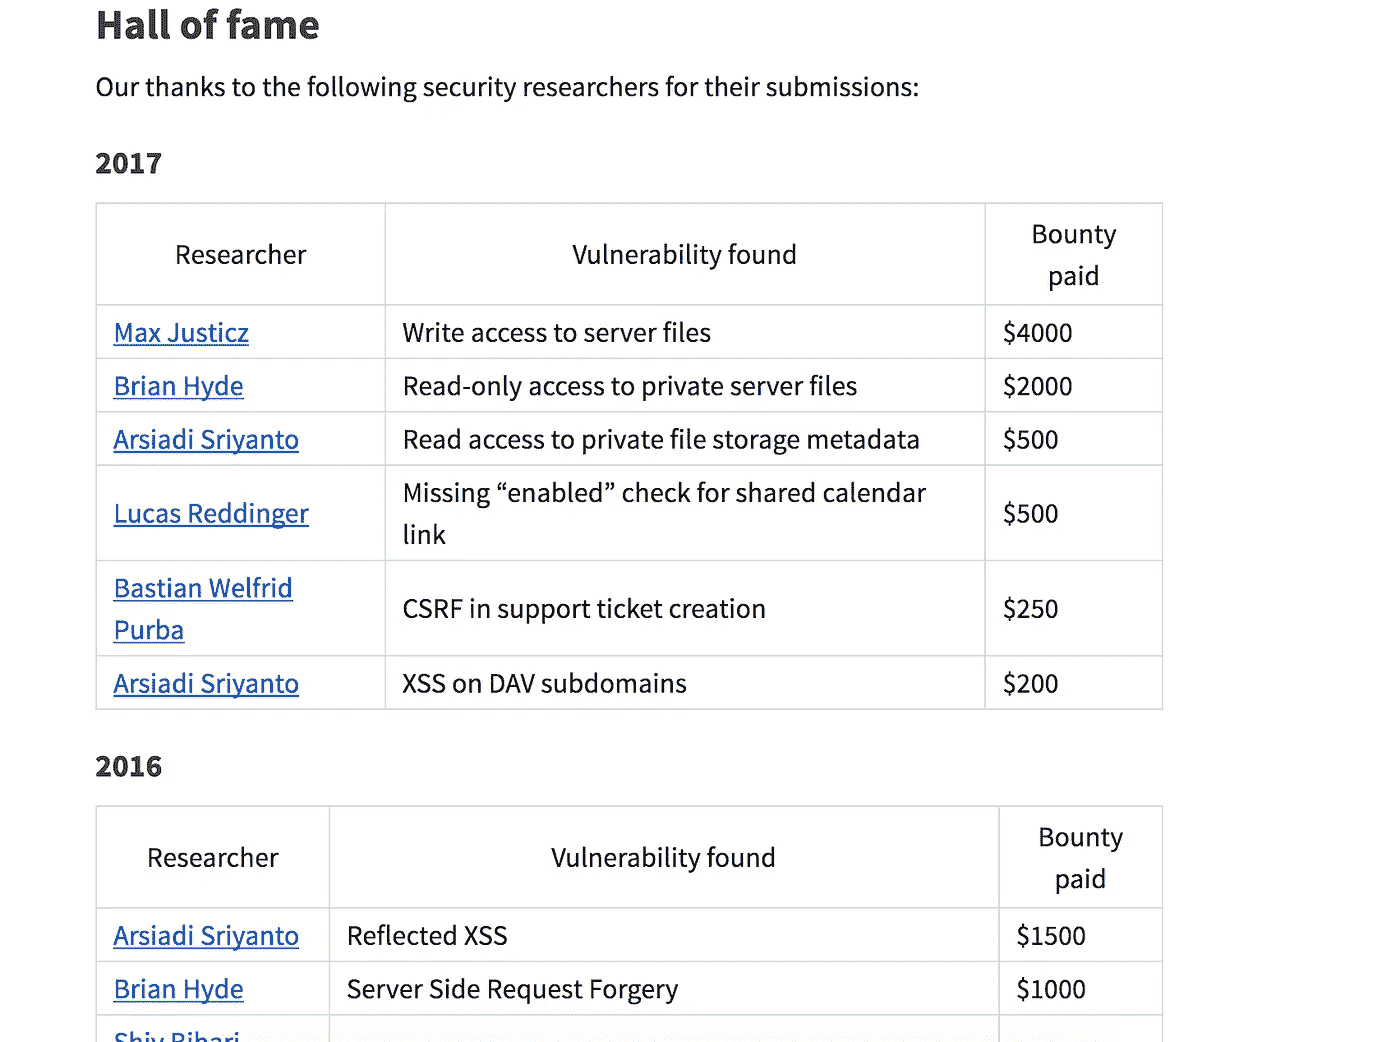 Hall of fame
Our thanks to the following security researchers for their submissions:
2017
Researcher
Vulnerability found
Bounty
paid
Max Justicz
Write access to server files
$4000
Brian Hyde
Read-only access to private server files
$2000
Arsiadi Sriyanto
Read access to private file storage metadata
$500
Lucas Reddinger
Missing “enabled” check for shared calendar
link
$500
Bastian Welfrid
Purba
CSRF in support ticket creation
$250
Arsiadi Sriyanto
XSS on DAV subdomains
$200
2016
Researcher
Vulnerability found
Bounty
paid
Arsiadi Sriyanto
Reflected XSS
$1500
Brian Hyde
Server Side Request Forgery
$1000
Shiv Bihari